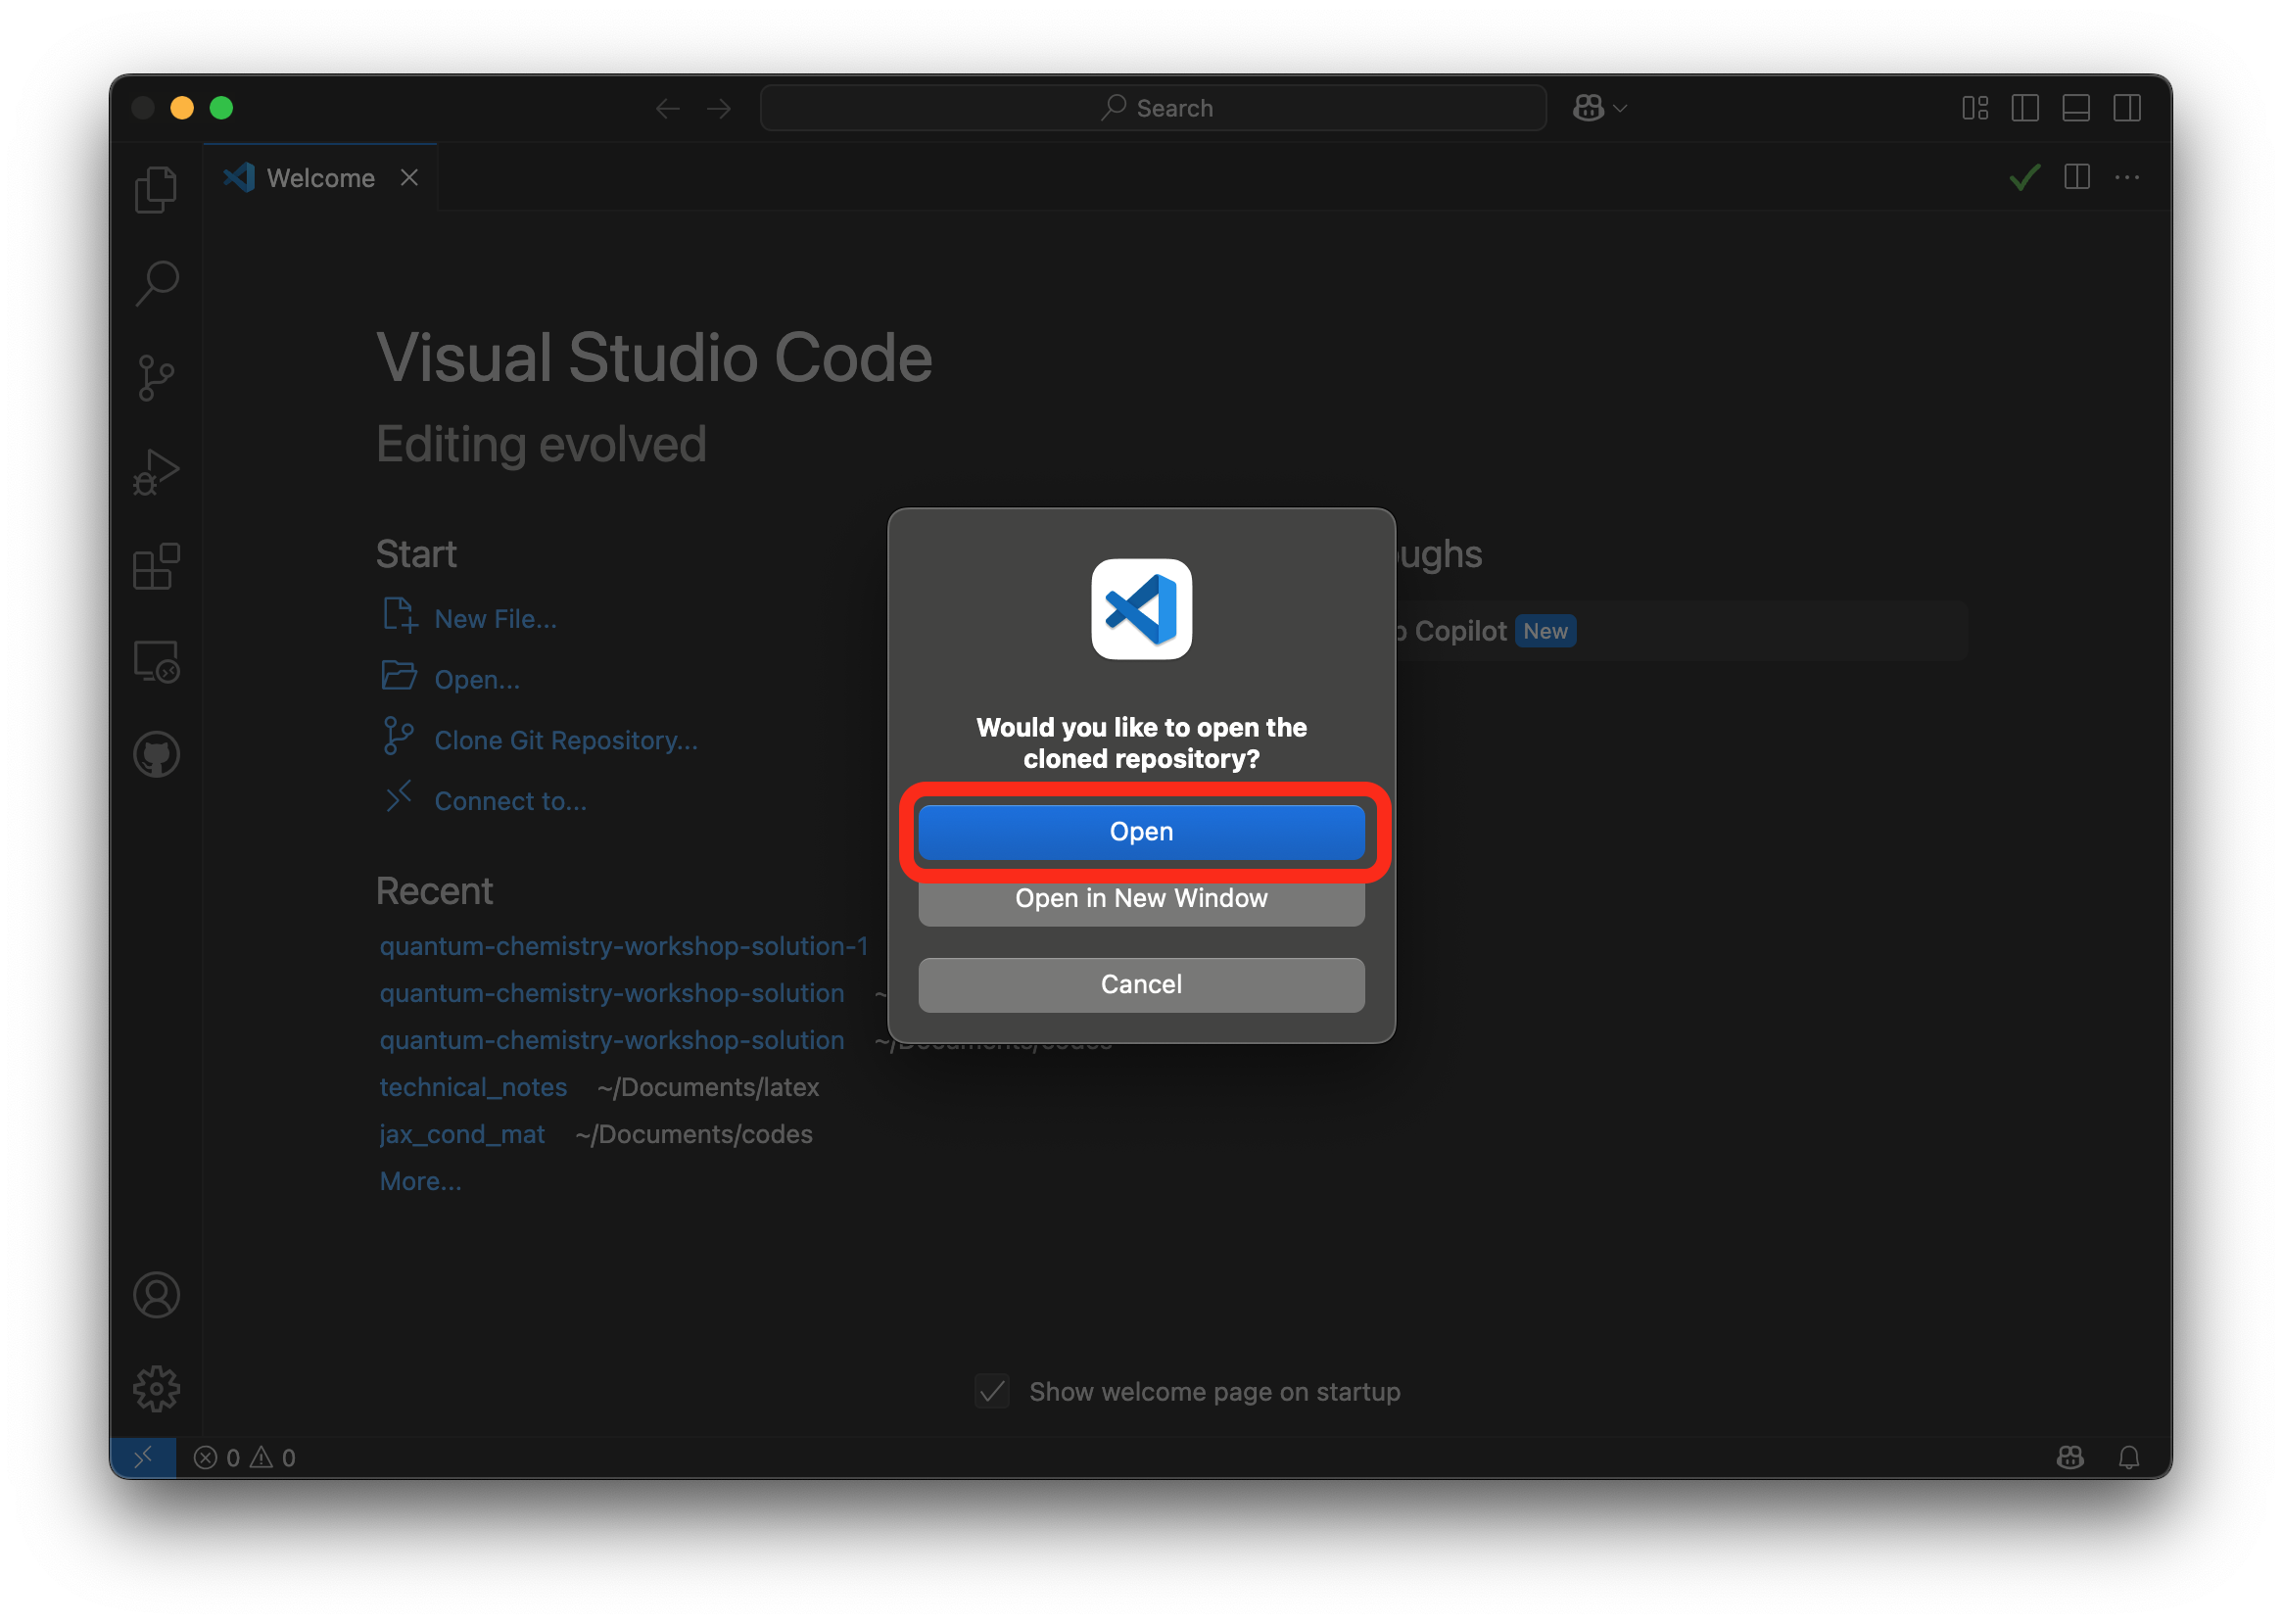 Search
Welcome
Visual Studio Code
Editing evolved
Start
New File...
Open...
Clone Git Repository...
Connect to...
Recent
quantum-chemistry-workshop-solution-1
quantum-chemistry-workshop-solution ~
quantum-chemistry-workshop-solution ~/Documents/codes
technical_notes ~/Documents/latex
jax_cond_mat ~/Documents/codes
More...
oughs
Copilot New
Would you like to open the
cloned repository?
Open
Open in New Window
Cancel
Show welcome page on startup
0 0